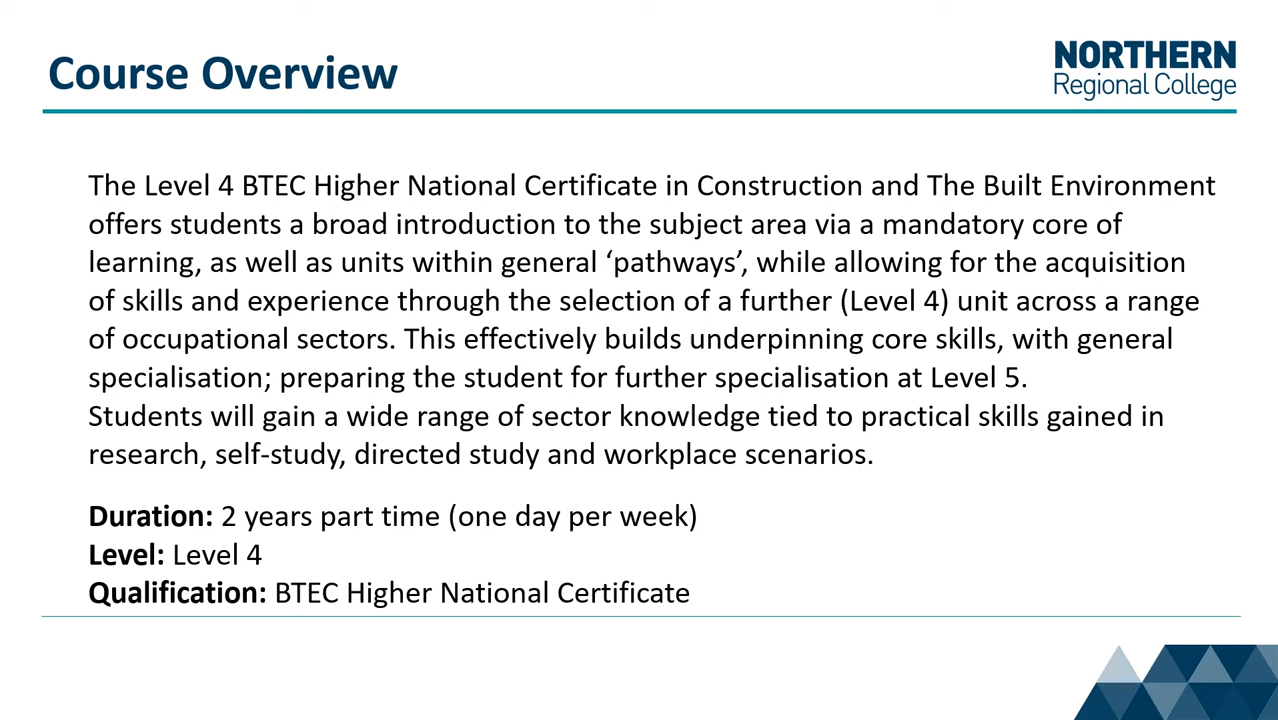 Course Overview
NORTHERN
Regional College
The Level 4 BTEC Higher National Certificate in Construction and The Built Environment
offers students a broad introduction to the subject area via a mandatory core of
learning, as well as units within general ‘pathways’, while allowing for the acquisition
of skills and experience through the selection of a further (Level 4) unit across a range
of occupational sectors. This effectively builds underpinning core skills, with general
specialisation; preparing the student for further specialisation at Level 5.
Students will gain a wide range of sector knowledge tied to practical skills gained in
research, self-study, directed study and workplace scenarios.
Duration: 2 years part time (one day per week)
Level: Level 4
Qualification: BTEC Higher National Certificate